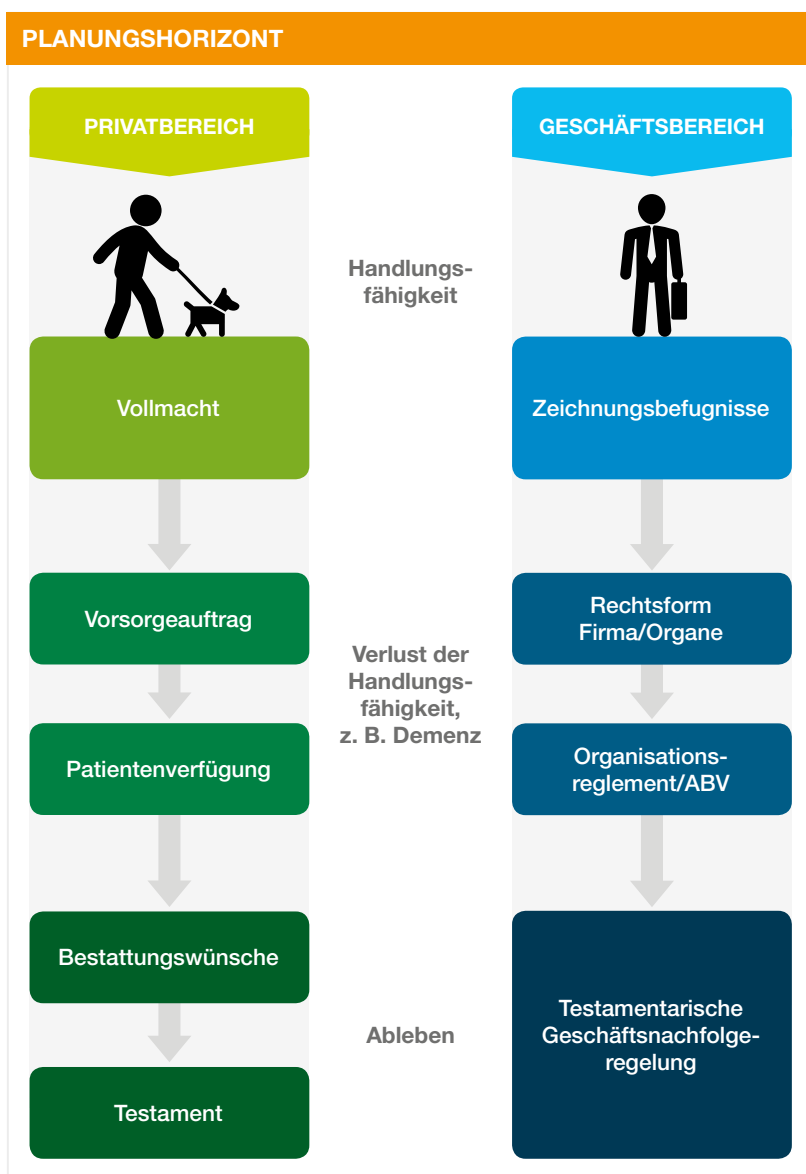 PLANUNGSHORIZONT
PRIVATBEREICH
GESCHÄFTSBEREICH
Handlungs-
fähigkeit
Vollmacht
Zeichnungsbefugnisse
Vorsorgeauftrag
Rechtsform
Firma/Organe
Verlust der
Handlungs-
fähigkeit,
z. B. Demenz
Patientenverfügung
Organisations-
reglement/ABV
Bestattungswünsche
Ableben
Testamentarische
Geschäftsnachfolge-
regelung
Testament